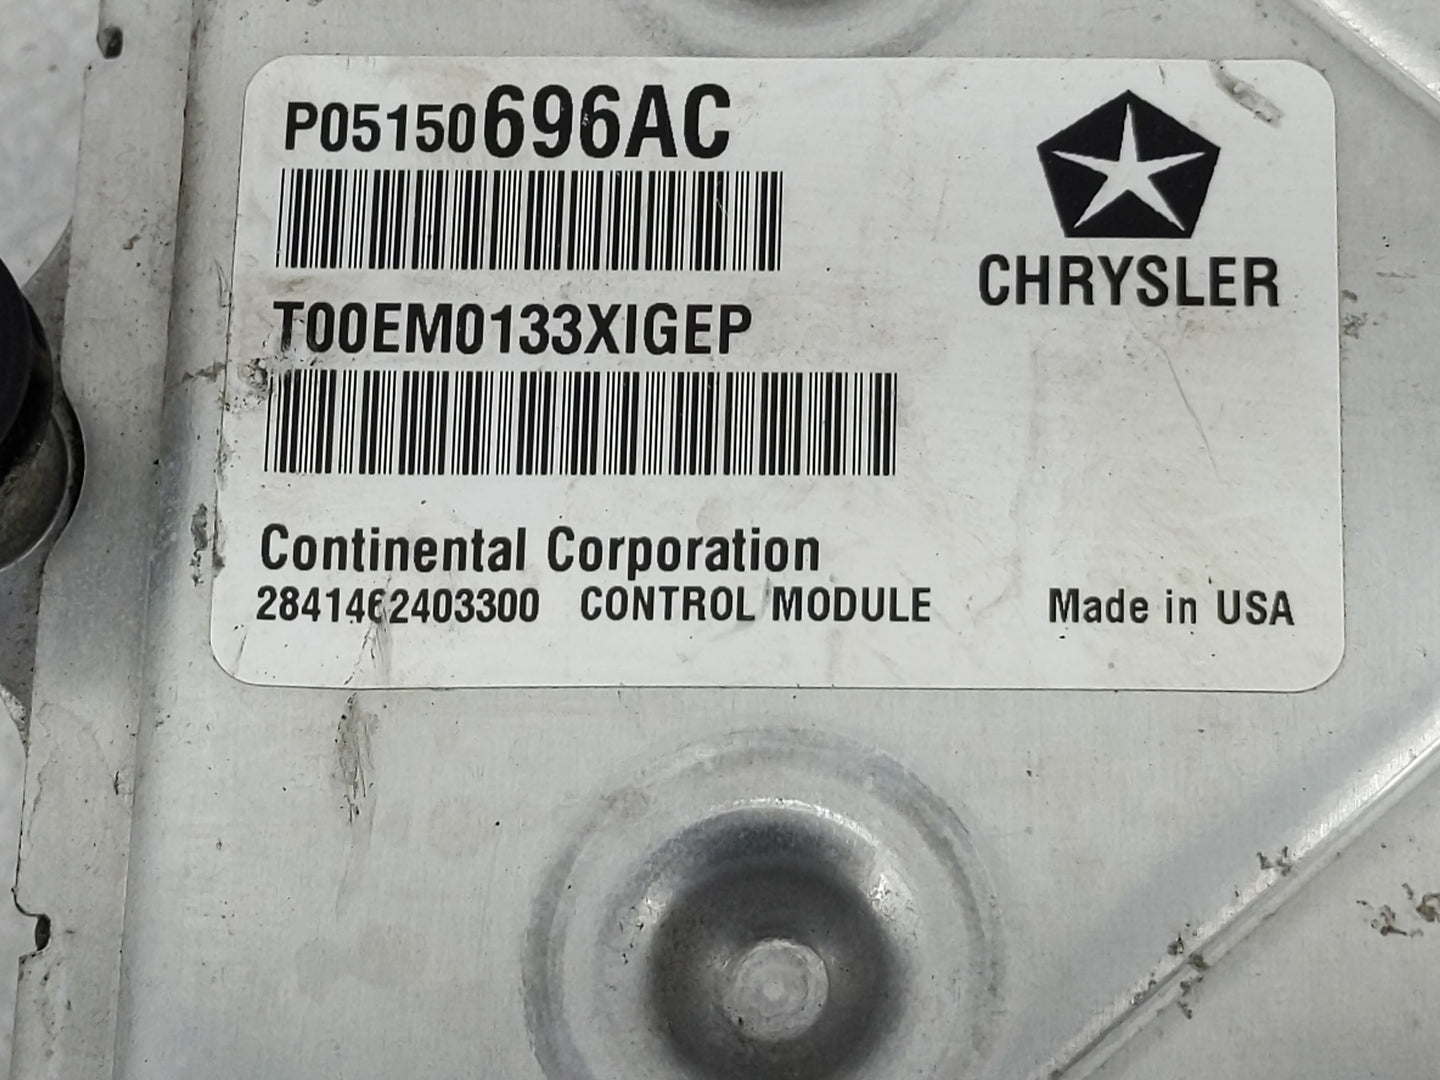 P05150696AC
CHRYSLER
T00EM0133XIGEP
Continental Corporation
2841462403300 CONTROL MODULE Made in USA